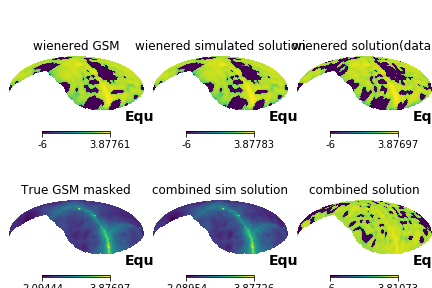 wienered GSM
wienered simulated solution
wienered solution(data
Equ
Equ
Equ
-6 3.87761
-6 3.87783
-6 3.87697
True GSM masked
combined sim solution
combined solution
Equ
Equ
Equ
2.09444 3.87697
2.08954 3.87726
-6 3.81073